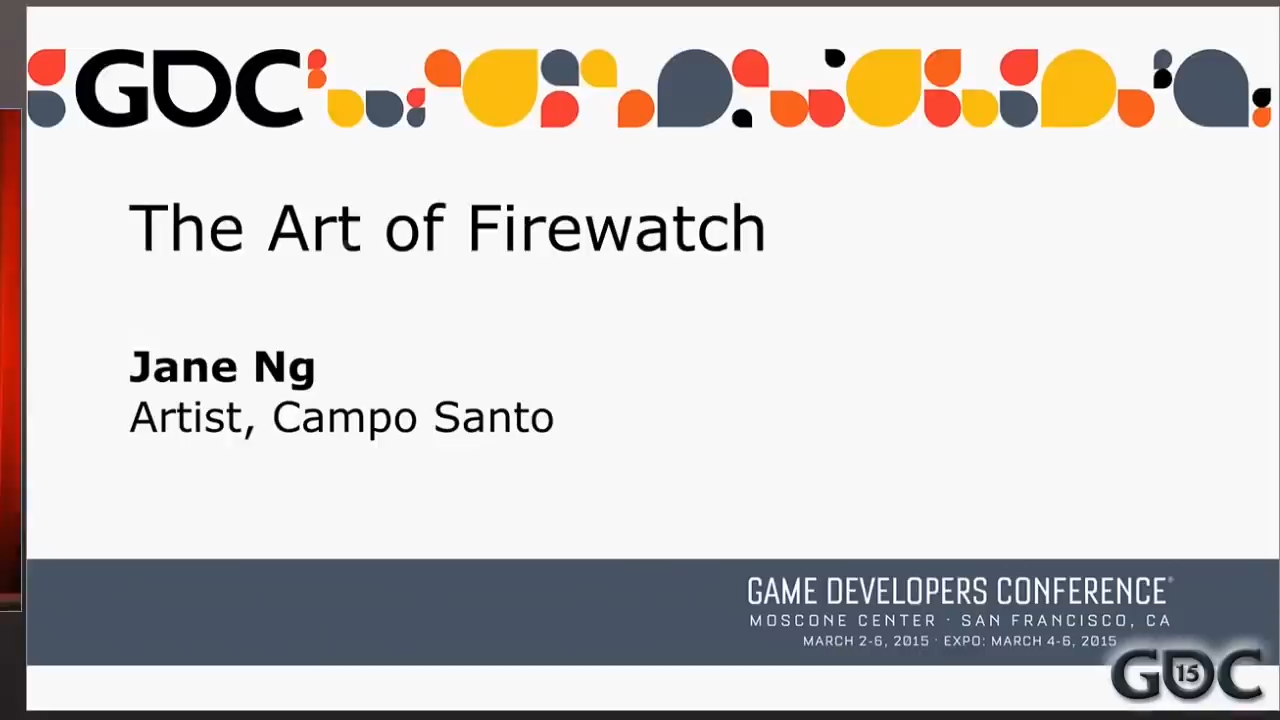 GDC
The Art of Firewatch
Jane Ng
Artist, Campo Santo
GAME DEVELOPERS CONFERENCE®
MOSCONE CENTER · SAN FRANCISCO, CA
MARCH 2-6, 2015 · EXPO: MARCH 4-6, 2015
GDC 15